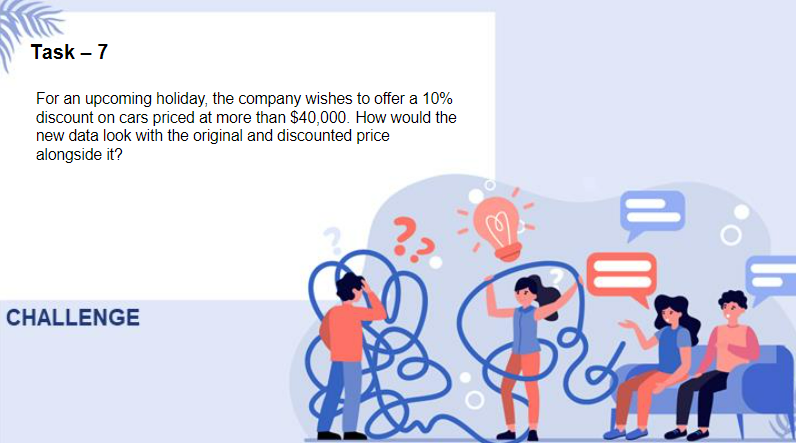 Task – 7
For an upcoming holiday, the company wishes to offer a 10%
discount on cars priced at more than $40,000. How would the
new data look with the original and discounted price
alongside it?
CHALLENGE